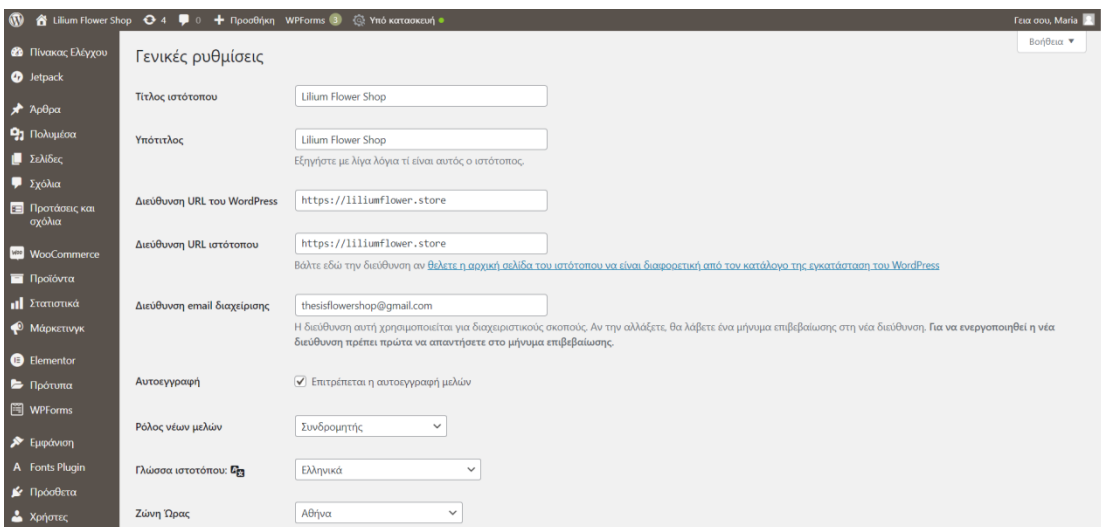 Lilium Flower Shop 4 0 Προσθήκη WPForms 3 Υπό κατασκευή Γεια σου, Maria
Βοήθεια
Πίνακας Ελέγχου
Jetpack
Άρθρα
Πολυμέσα
Σελίδες
Σχόλια
Προτάσεις και
σχόλια
WooCommerce
Προϊόντα
Στατιστικά
Μάρκετινγκ
Elementor
Πρότυπα
WPForms
Εμφάνιση
Fonts Plugin
Πρόσθετα
Χρήστες
Γενικές ρυθμίσεις
Τίτλος ιστότοπου Lilium Flower Shop
Υπότιτλος Lilium Flower Shop
Εξηγήστε με λίγα λόγια τί είναι αυτός ο ιστότοπος.
Διεύθυνση URL του WordPress https://liliumflower.store
Διεύθυνση URL ιστότοπου https://liliumflower.store
Βάλτε εδώ την διεύθυνση αν θελετε η αρχική σελίδα του ιστότοπου να είναι διαφορετική από τον κατάλογο της εγκατάσταση του WordPress
Διεύθυνση email διαχείρισης thesisflowershop@gmail.com
Η διεύθυνση αυτή χρησιμοποιείται για διαχειριστικούς σκοπούς. Αν την αλλάξετε, θα λάβετε ένα μήνυμα επιβεβαίωσης στη νέα διεύθυνση. Για να ενεργοποιηθεί η νέα
διεύθυνση πρέπει πρώτα να απαντήσετε στο μήνυμα επιβεβαίωσης.
Αυτοεγγραφή Επιτρέπεται η αυτοεγγραφή μελών
Ρόλος νέων μελών Συνδρομητής
Γλώσσα ιστοτόπου: Ελληνικά
Ζώνη Ώρας Αθήνα